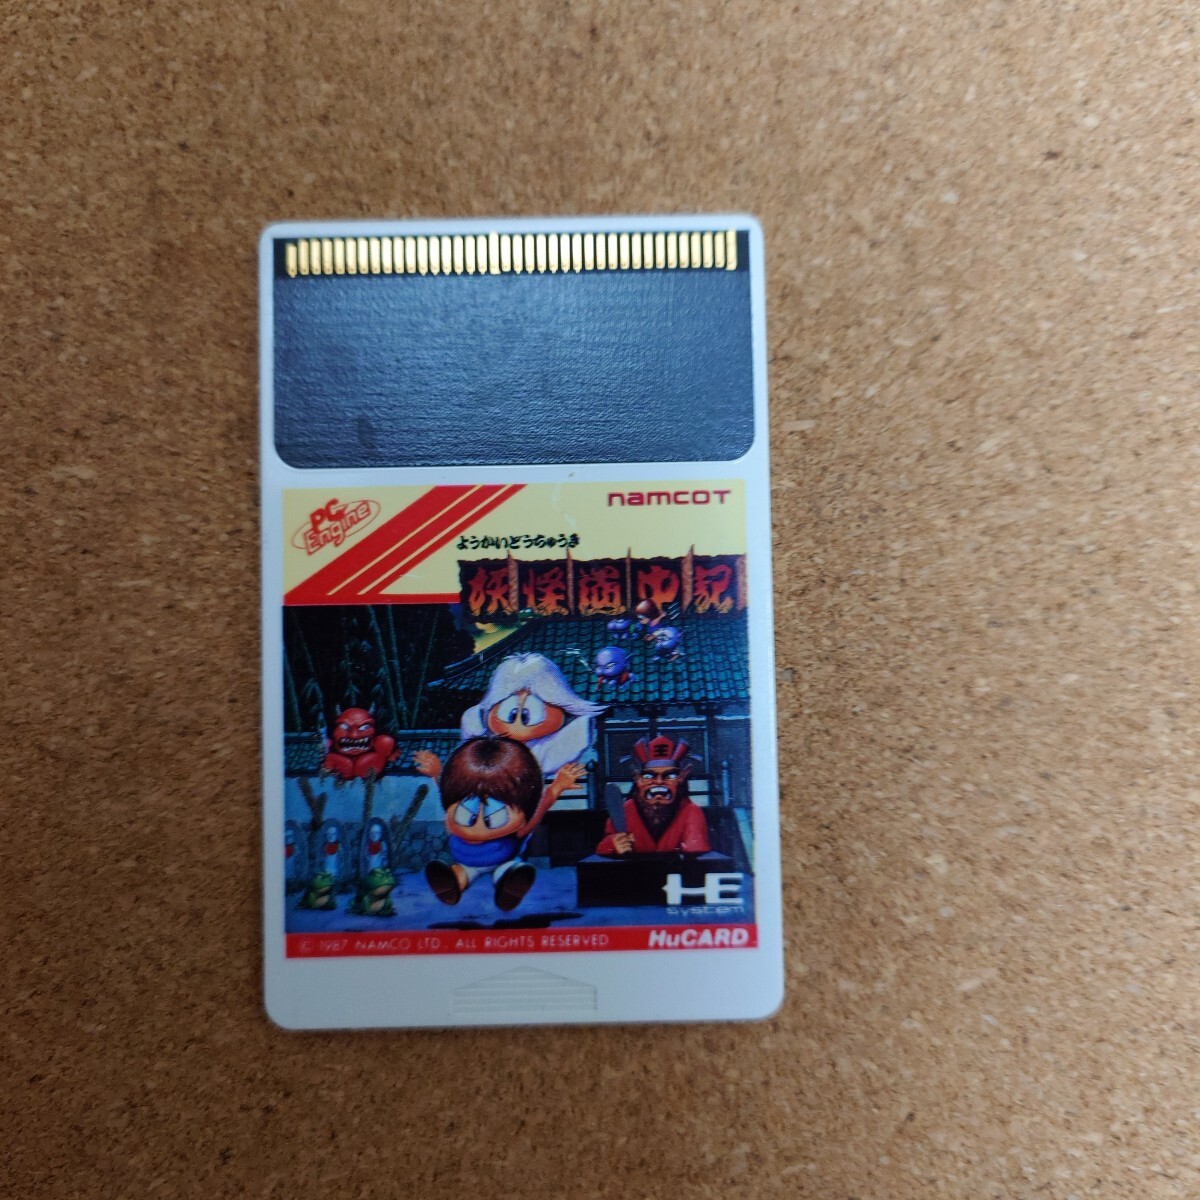 PC Engine
namcoT
ようかいどうちゅうき
妖怪道中記
王
HE
system
© 1987 NAMCO LTD. ALL RIGHTS RESERVED
HuCARD